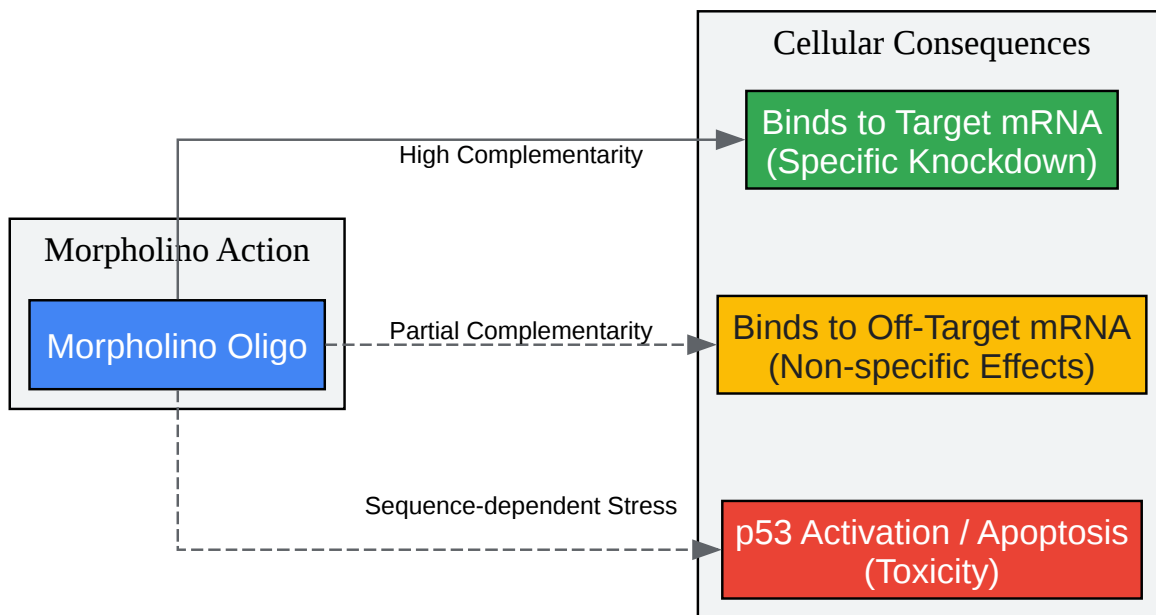 Cellular Consequences
Binds to Target mRNA
(Specific Knockdown)
High Complementarity
Morpholino Action
Morpholino Oligo
Partial Complementarity
Binds to Off-Target mRNA
(Non-specific Effects)
Sequence-dependent Stress
p53 Activation / Apoptosis
(Toxicity)